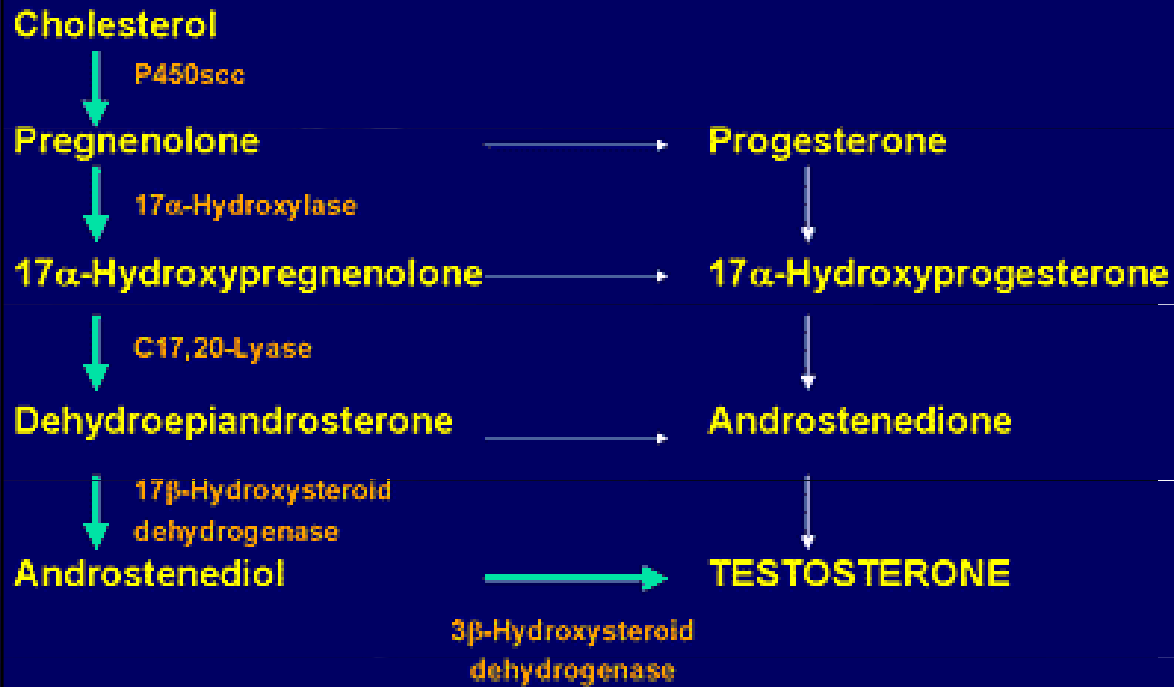 Cholesterol
P450scc
Pregnenolone
Progesterone
17α-Hydroxylase
17α-Hydroxypregnenolone
17α-Hydroxyprogesterone
C17,20-Lyase
Dehydroepiandrosterone
Androstenedione
17β-Hydroxysteroid
dehydrogenase
Androstenediol
TESTOSTERONE
3β-Hydroxysteroid
dehydrogenase